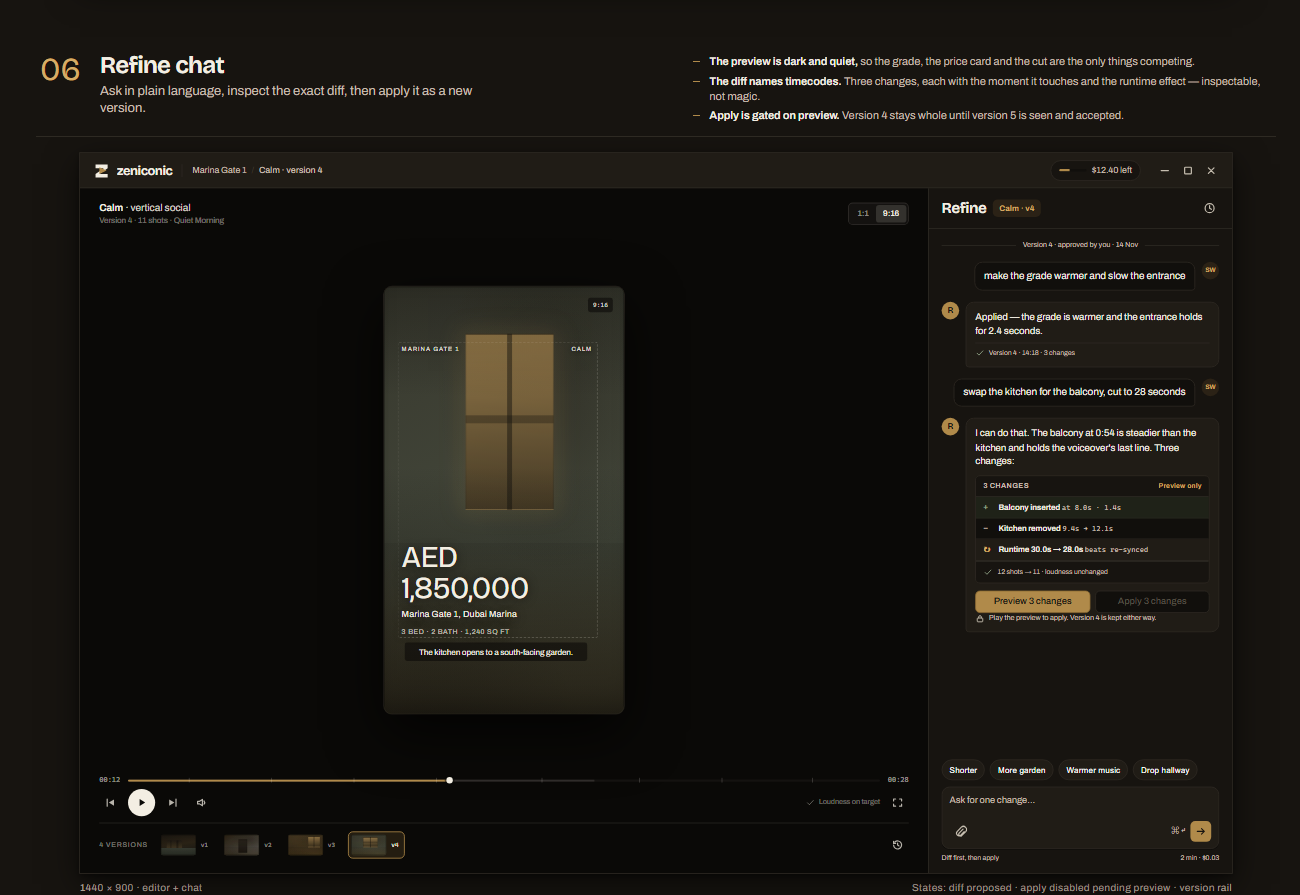 06
Refine chat
Ask in plain language, inspect the exact diff, then apply it as a new
version.
— The preview is dark and quiet, so the grade, the price card and the cut are the only things competing.
— The diff names timecodes. Three changes, each with the moment it touches and the runtime effect — inspectable,
not magic.
— Apply is gated on preview. Version 4 stays whole until version 5 is seen and accepted.
zeniconic
Marina Gate 1 Calm · version 4
$12.40 left
Calm · vertical social
Version 4 · 11 shots · Quiet Morning
1:1 9:16
9:16
MARINA GATE 1
CALM
AED
1,850,000
Marina Gate 1, Dubai Marina
3 BED · 2 BATH · 1,240 SQ FT
The kitchen opens to a south-facing garden.
00:12
00:28
Loudness on target
4 VERSIONS
v1
v2
v3
v4
Refine
Calm · v4
Version 4 · approved by you · 14 Nov
make the grade warmer and slow the entrance
SW
R
Applied — the grade is warmer and the entrance holds
for 2.4 seconds.
Version 4 · 14:18 · 3 changes
swap the kitchen for the balcony, cut to 28 seconds
SW
R
I can do that. The balcony at 0:54 is steadier than the
kitchen and holds the voiceover's last line. Three
changes:
3 CHANGES
Preview only
+ Balcony inserted at 8.0s · 1.4s
− Kitchen removed 9.4s → 12.1s
↻ Runtime 30.0s → 28.0s beats re-synced
12 shots → 11 · loudness unchanged
Preview 3 changes
Apply 3 changes
Play the preview to apply. Version 4 is kept either way.
Shorter
More garden
Warmer music
Drop hallway
Ask for one change...
⌘↵
Diff first, then apply
2 min · $0.03
1440 × 900 · editor + chat
States: diff proposed · apply disabled pending preview · version rail